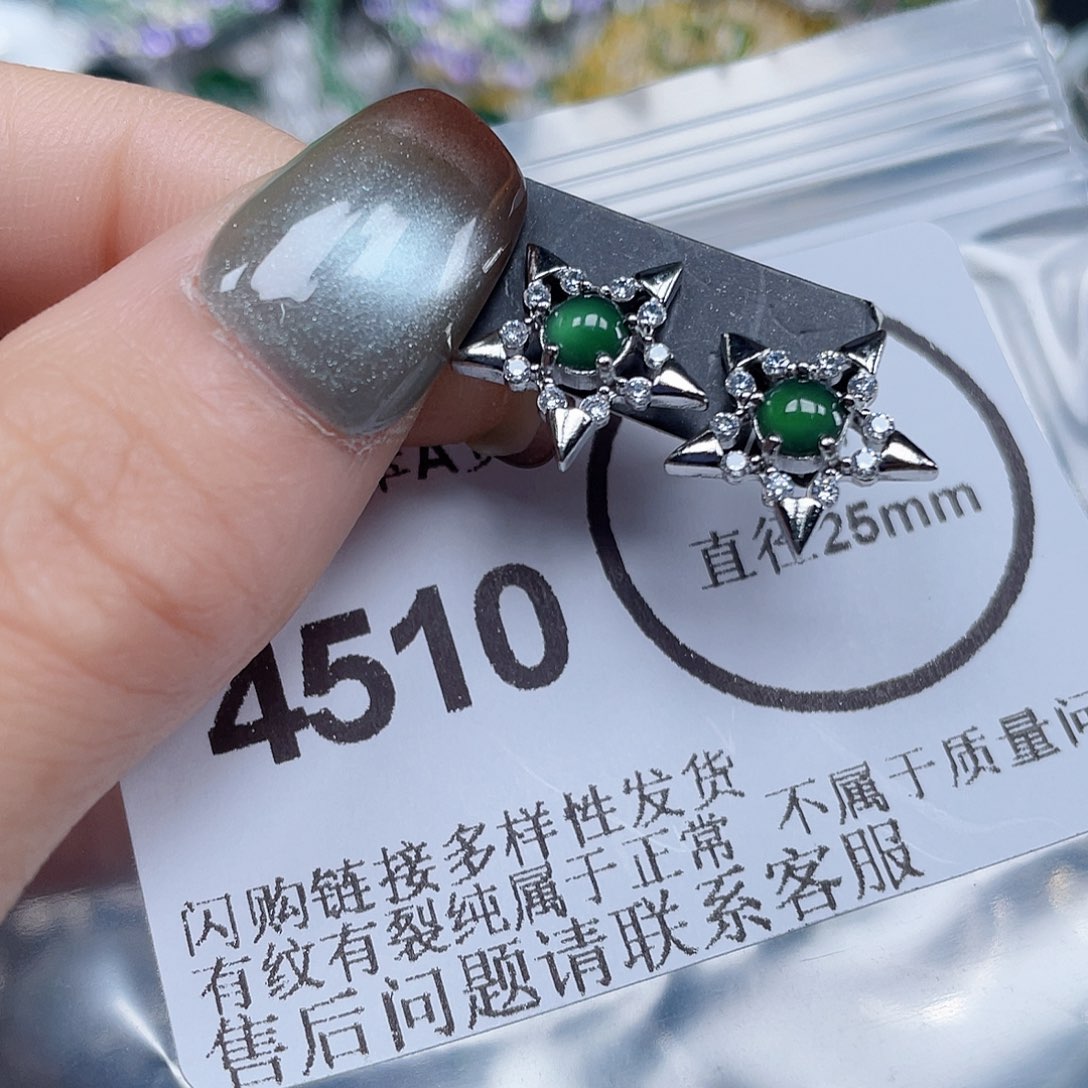 4510
直径25mm
闪购链接多样性发货
有纹有裂纯属于正常 不属于质量问
售后问题请联系客服